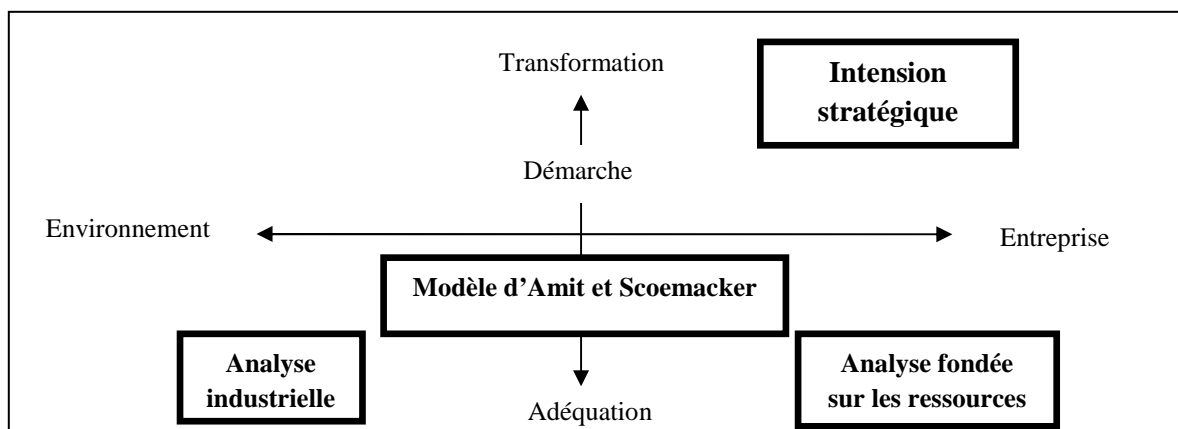 Transformation
Intension
stratégique
Démarche
Environnement
Entreprise
Modèle d’Amit et Scoemacker
Analyse
industrielle
Adéquation
Analyse fondée
sur les ressources